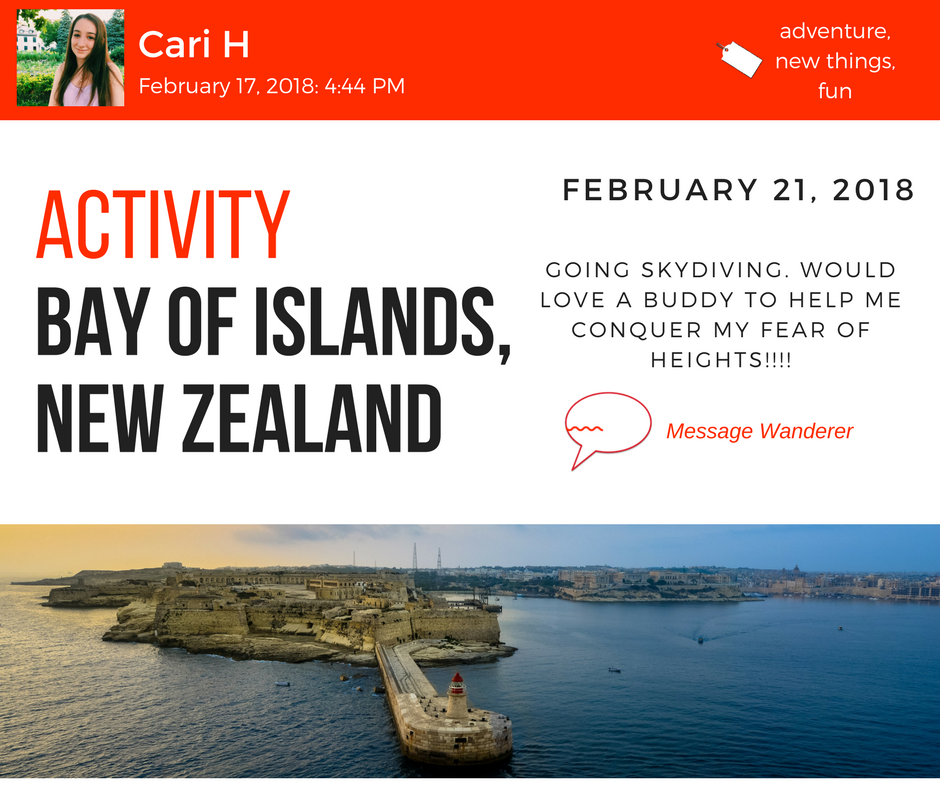 Cari H
February 17, 2018: 4:44 PM
adventure,
new things,
fun
ACTIVITY
BAY OF ISLANDS,
NEW ZEALAND
FEBRUARY 21, 2018
GOING SKYDIVING. WOULD
LOVE A BUDDY TO HELP ME
CONQUER MY FEAR OF
HEIGHTS!!!!
Message Wanderer